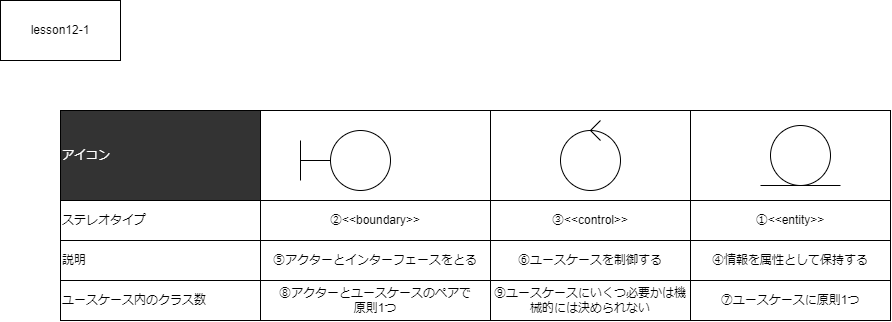 lesson12-1
アイコン
ステレオタイプ
②<<boundary>>
③<<control>>
①<<entity>>
説明
⑤アクターとインターフェースをとる
⑥ユースケースを制御する
④情報を属性として保持する
ユースケース内のクラス数
⑧アクターとユースケースのペアで
原則1つ
⑨ユースケースにいくつ必要かは機
械的には決められない
⑦ユースケースに原則1つ